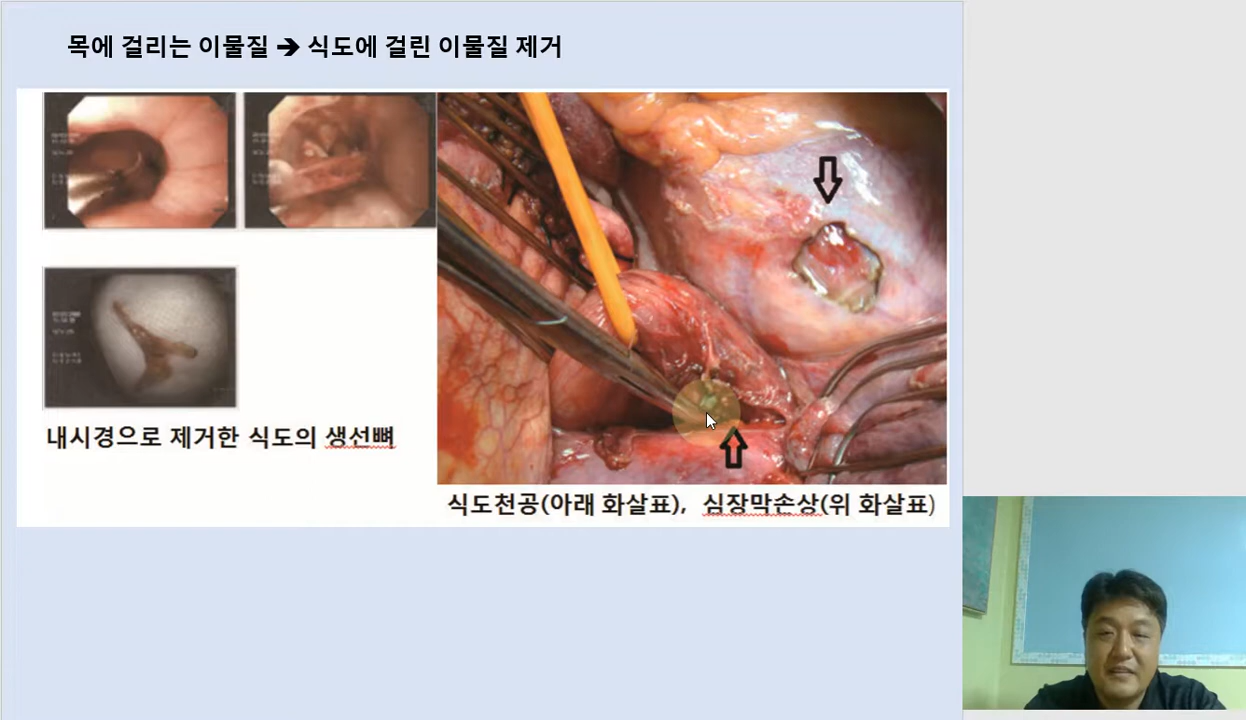 목에 걸리는 이물질 ➔ 식도에 걸린 이물질 제거
내시경으로 제거한 식도의 생선뼈
식도천공(아래 화살표), 심장막손상(위 화살표)